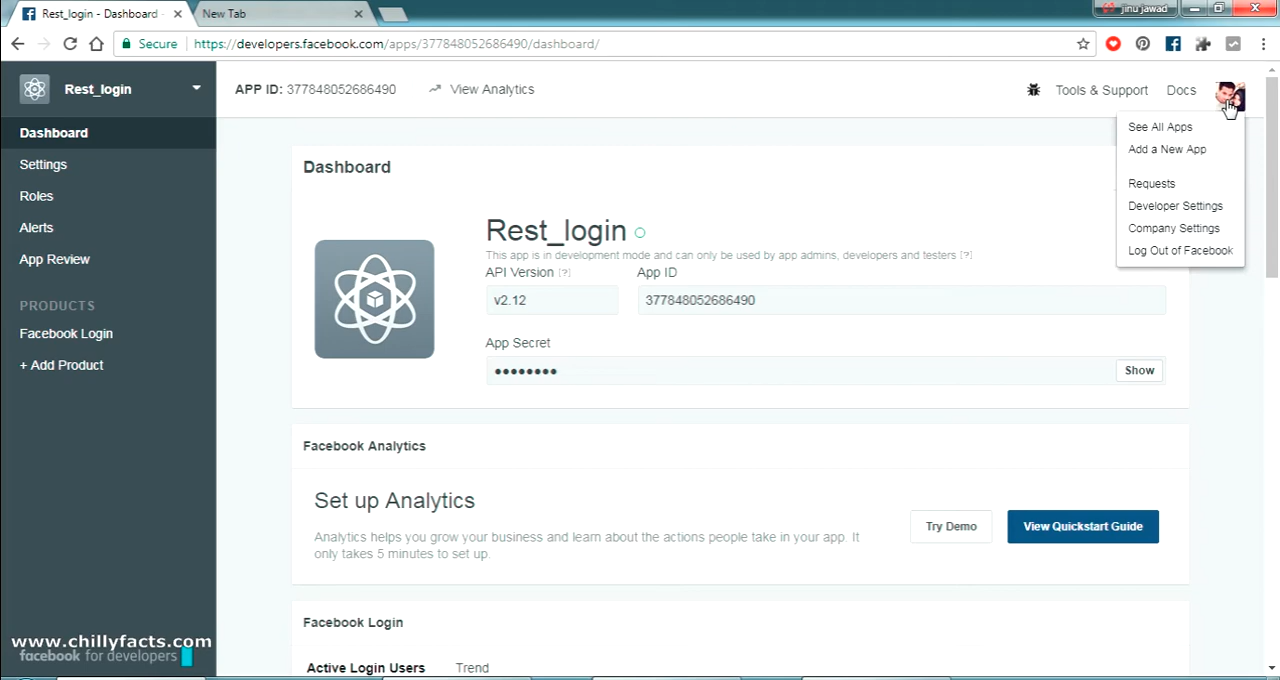 Rest_login - Dashboard -
New Tab
jinu jawad
Secure
https://developers.facebook.com/apps/377848052686490/dashboard/
Rest_login
APP ID: 377848052686490
View Analytics
Tools & Support
Docs
See All Apps
Add a New App
Requests
Developer Settings
Company Settings
Log Out of Facebook
Dashboard
Settings
Roles
Alerts
App Review
PRODUCTS
Facebook Login
+ Add Product
Dashboard
Rest_login
This app is in development mode and can only be used by app admins, developers and testers [?]
API Version [?]
App ID
v2.12
377848052686490
App Secret
●●●●●●●●
Show
Facebook Analytics
Set up Analytics
Analytics helps you grow your business and learn about the actions people take in your app. It
only takes 5 minutes to set up.
Try Demo
View Quickstart Guide
Facebook Login
Active Login Users
Trend
www.chillyfacts.com
facebook for developers